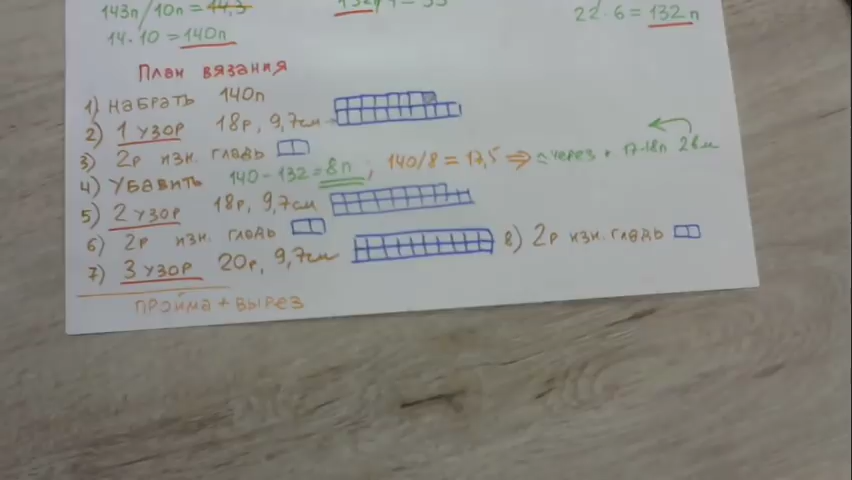 143п/10п = 14,3
14·10 = 140п
22·6 = 132п
План вязания
1) Набрать 140п
2) 1 узор 18р, 9,7см
3) 2р изн. гладь
4) Убавить 140-132=8п; 140/8=17,5 ⇒ ≈ через 17-18п 2вм
5) 2 узор 18р, 9,7см
6) 2р изн. гладь
7) 3 узор 20р, 9,7см 8) 2р изн. гладь
пройма + вырез